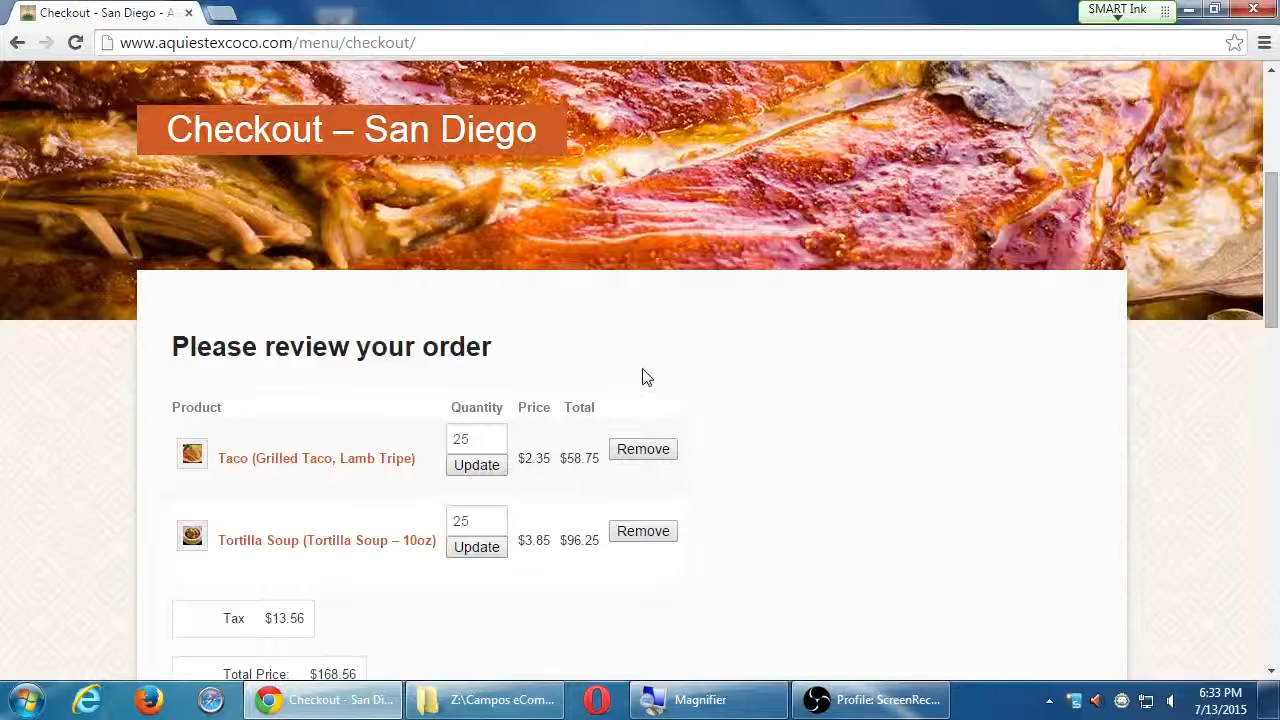 Checkout - San Diego - A
SMART Ink
www.aquiestexcoco.com/menu/checkout/
Checkout – San Diego
Please review your order
Product Quantity Price Total
25
Taco (Grilled Taco, Lamb Tripe) $2.35 $58.75 Remove
Update
25
Tortilla Soup (Tortilla Soup – 10oz) $3.85 $96.25 Remove
Update
Tax $13.56
Total Price: $168.56
Checkout - San Di...
Z:\Campos eCom...
Magnifier
Profile: ScreenRec...
6:33 PM
7/13/2015